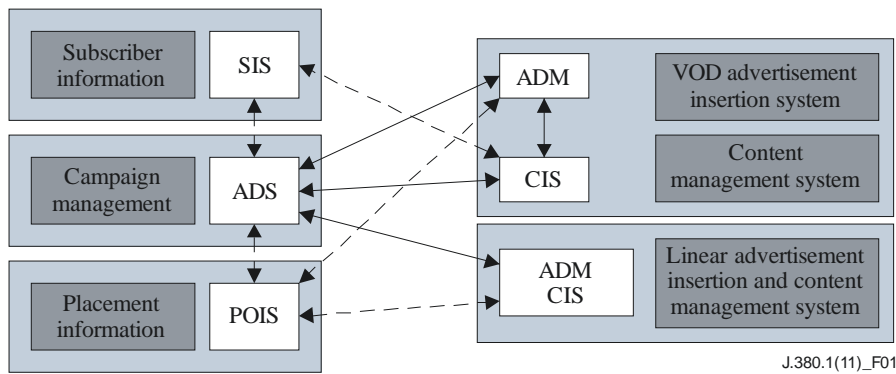 Subscriber
information
SIS
Campaign
management
ADS
Placement
information
POIS
ADM
VOD advertisement
insertion system
CIS
Content
management system
ADM
CIS
Linear advertisement
insertion and content
management system
J.380.1(11)_F01